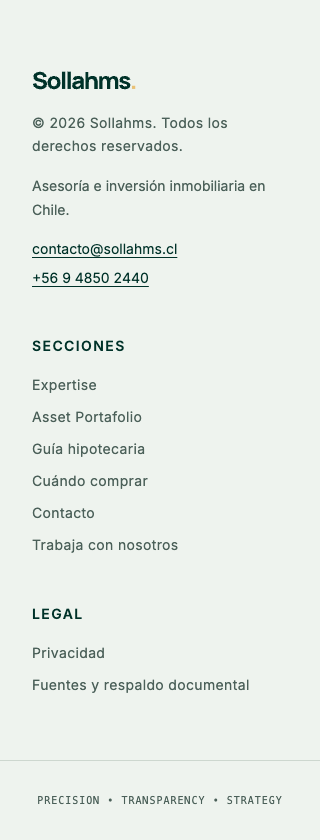 Sollahms.
© 2026 Sollahms. Todos los
derechos reservados.
Asesoría e inversión inmobiliaria en
Chile.
contacto@sollahms.cl
+56 9 4850 2440
SECCIONES
Expertise
Asset Portafolio
Guía hipotecaria
Cuándo comprar
Contacto
Trabaja con nosotros
LEGAL
Privacidad
Fuentes y respaldo documental
PRECISION • TRANSPARENCY • STRATEGY